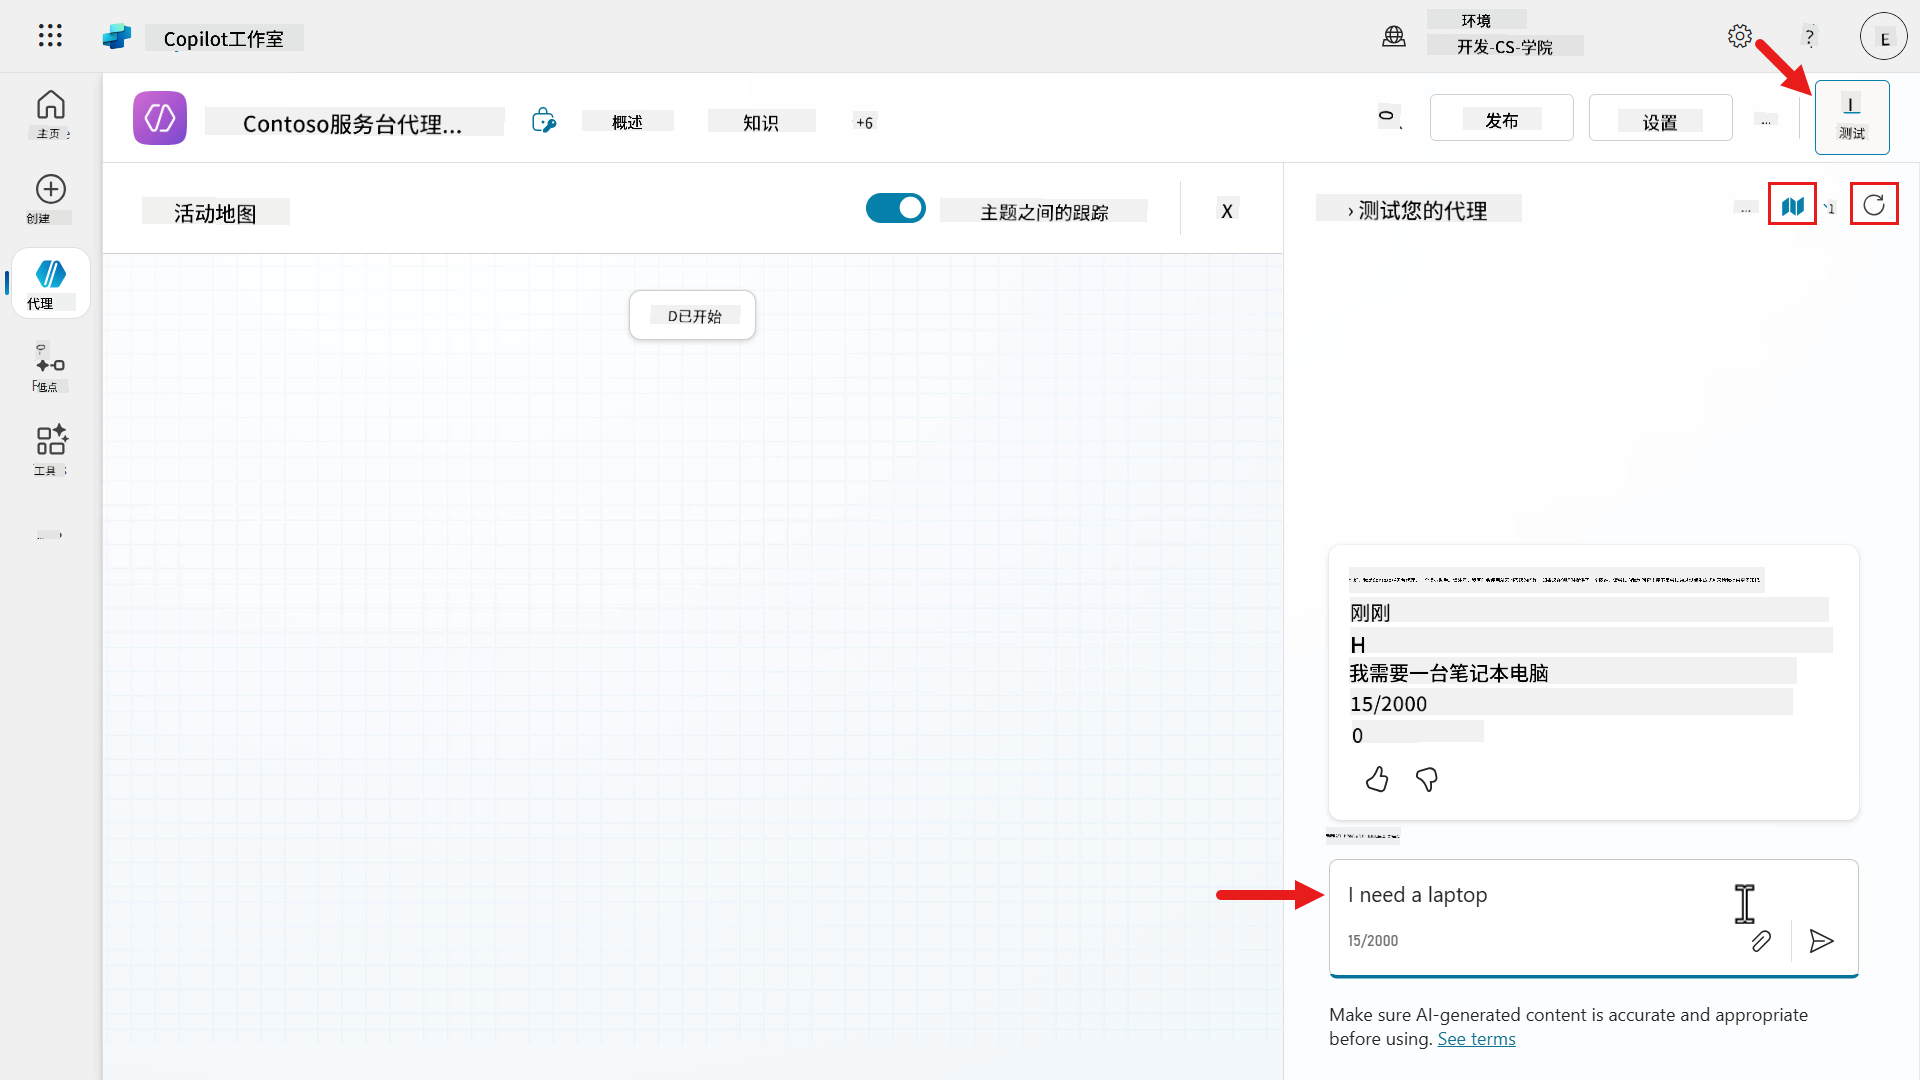 Copilot工作室
环境
开发-CS-学院
?
E
主页
创建
代理
F低点
工具
Contoso服务台代理...
概述
知识
+6
发布
设置
...
测试
活动地图
主题之间的跟踪
X
D已开始
› 测试您的代理
...
刚刚
H
我需要一台笔记本电脑
15/2000
0
I need a laptop
15/2000
Make sure AI-generated content is accurate and appropriate
before using. See terms